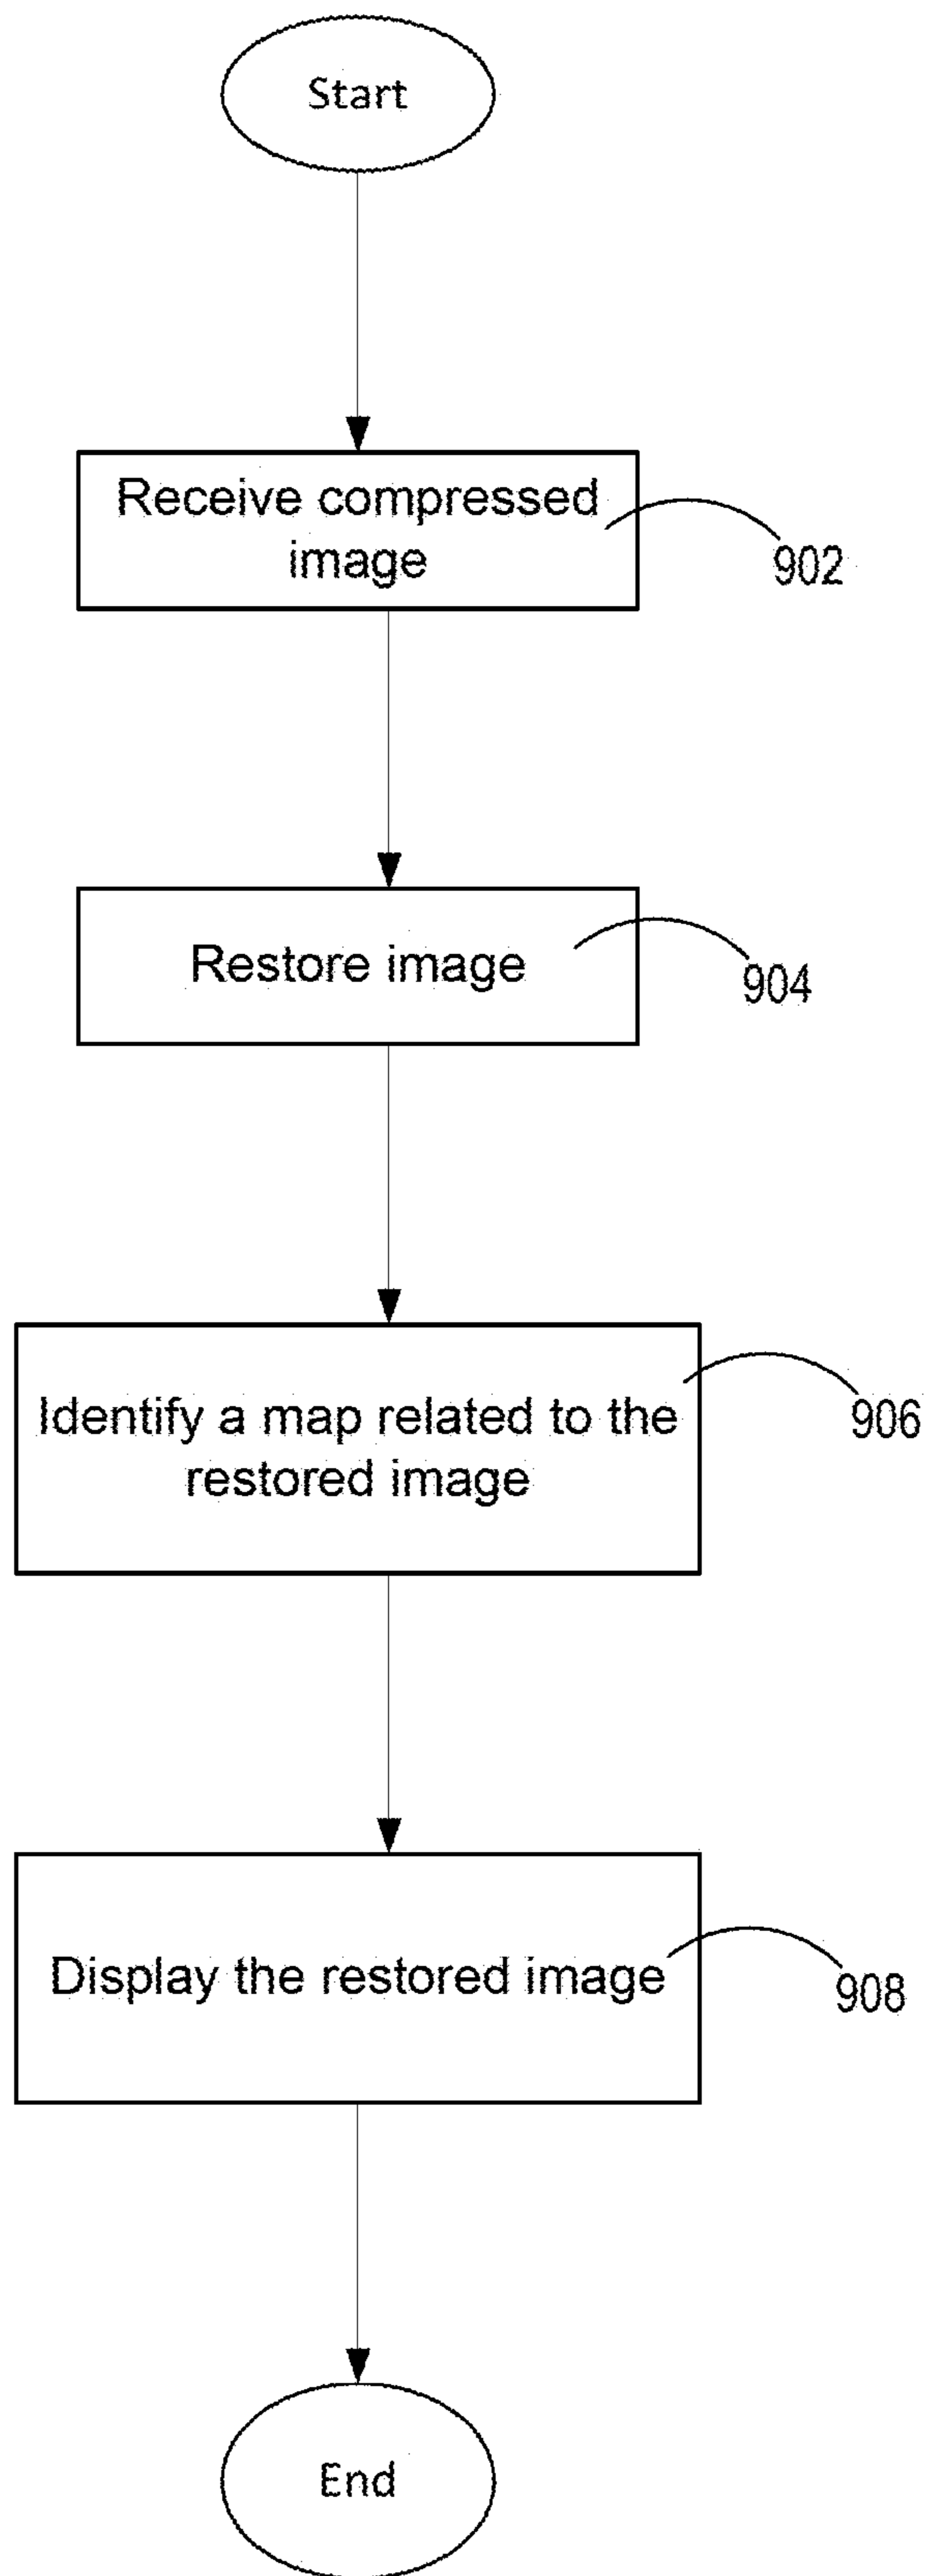 Start
Receive compressed
image
902
Restore image
904
Identify a map related to the
restored image
906
Display the restored image
908
End